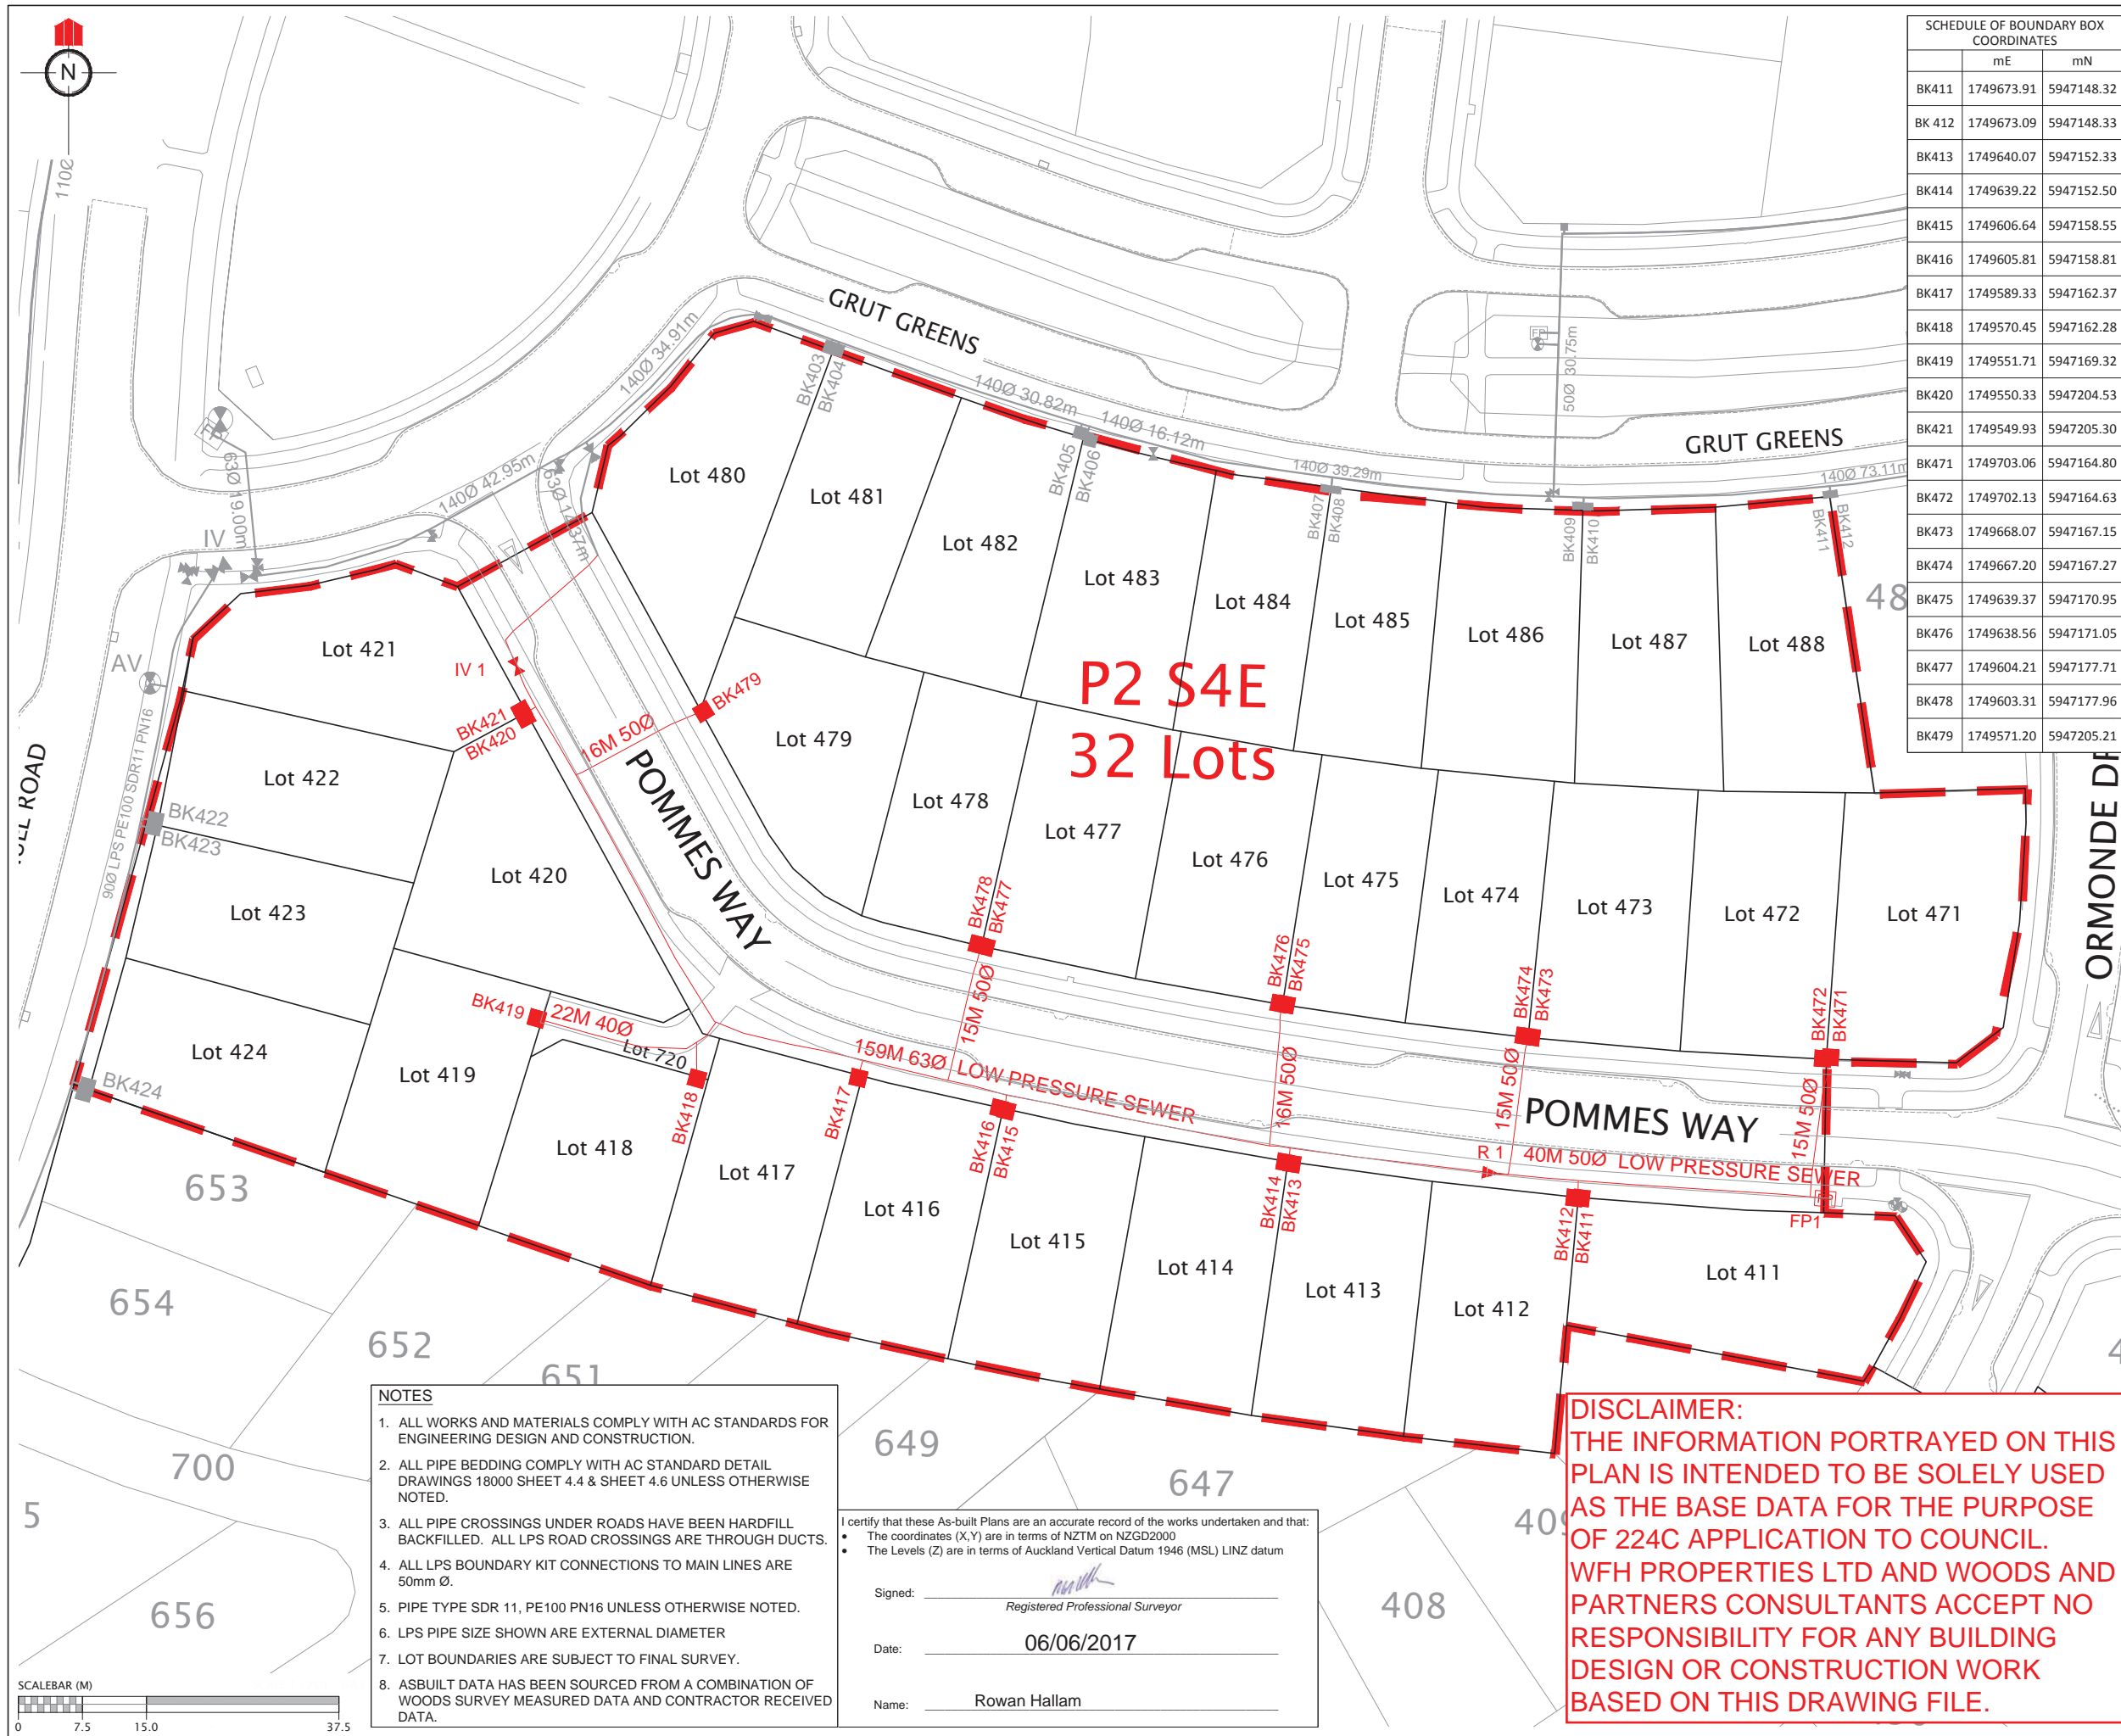 N
SCHEDULE OF BOUNDARY BOX
COORDINATES
mE mN
BK411 1749673.91 5947148.32
BK 412 1749673.09 5947148.33
BK413 1749640.07 5947152.33
BK414 1749639.22 5947152.50
BK415 1749606.64 5947158.55
BK416 1749605.81 5947158.81
BK417 1749589.33 5947162.37
BK418 1749570.45 5947162.28
BK419 1749551.71 5947169.32
BK420 1749550.33 5947204.53
BK421 1749549.93 5947205.30
BK471 1749703.06 5947164.80
BK472 1749702.13 5947164.63
BK473 1749668.07 5947167.15
BK474 1749667.20 5947167.27
BK475 1749639.37 5947170.95
BK476 1749638.56 5947171.05
BK477 1749604.21 5947177.71
BK478 1749603.31 5947177.96
BK479 1749571.20 5947205.21
110Ø
GRUT GREENS
140Ø 34.91m
BK403
BK404
140Ø 30.82m
140Ø 16.12m
FP
50Ø 30.75m
GRUT GREENS
140Ø 39.29m
140Ø 73.11m
63Ø 19.00m
140Ø 42.95m
63Ø 14.37m
BK405
BK406
BK407
BK408
BK409
BK410
BK411
BK412
IV
AV
48
Lot 480
Lot 481
Lot 482
Lot 483
Lot 484
Lot 485
Lot 486
Lot 487
Lot 488
Lot 421
IV 1
BK421
BK420
16M 50Ø
BK479
P2 S4E
32 Lots
Lot 479
Lot 478
Lot 477
Lot 476
Lot 475
Lot 474
Lot 473
Lot 472
Lot 471
Lot 422
90Ø LPS PE100 SDR11 PN16
BK422
BK423
Lot 420
Lot 423
POMMES WAY
ORMONDE DR
BK478
BK477
BK476
BK475
BK474
BK473
BK472
BK471
BK419
22M 40Ø
Lot 720
15M 50Ø
16M 50Ø
15M 50Ø
15M 50Ø
159M 63Ø LOW PRESSURE SEWER
Lot 424
BK424
Lot 419
BK418
BK417
BK416
BK415
BK414
BK413
R 1
40M 50Ø LOW PRESSURE SEWER
POMMES WAY
BK412
BK411
FP1
Lot 418
Lot 417
Lot 416
Lot 415
Lot 414
Lot 413
Lot 412
Lot 411
653
654
652
651
649
647
700
5
656
408
NOTES
1. ALL WORKS AND MATERIALS COMPLY WITH AC STANDARDS FOR
ENGINEERING DESIGN AND CONSTRUCTION.
2. ALL PIPE BEDDING COMPLY WITH AC STANDARD DETAIL
DRAWINGS 18000 SHEET 4.4 & SHEET 4.6 UNLESS OTHERWISE
NOTED.
3. ALL PIPE CROSSINGS UNDER ROADS HAVE BEEN HARDFILL
BACKFILLED. ALL LPS ROAD CROSSINGS ARE THROUGH DUCTS.
4. ALL LPS BOUNDARY KIT CONNECTIONS TO MAIN LINES ARE
50mm Ø.
5. PIPE TYPE SDR 11, PE100 PN16 UNLESS OTHERWISE NOTED.
6. LPS PIPE SIZE SHOWN ARE EXTERNAL DIAMETER
7. LOT BOUNDARIES ARE SUBJECT TO FINAL SURVEY.
8. ASBUILT DATA HAS BEEN SOURCED FROM A COMBINATION OF
WOODS SURVEY MEASURED DATA AND CONTRACTOR RECEIVED
DATA.
I certify that these As-built Plans are an accurate record of the works undertaken and that:
• The coordinates (X,Y) are in terms of NZTM on NZGD2000
• The Levels (Z) are in terms of Auckland Vertical Datum 1946 (MSL) LINZ datum
Signed:
Registered Professional Surveyor
Date: 06/06/2017
Name: Rowan Hallam
DISCLAIMER:
THE INFORMATION PORTRAYED ON THIS
PLAN IS INTENDED TO BE SOLELY USED
AS THE BASE DATA FOR THE PURPOSE
OF 224C APPLICATION TO COUNCIL.
WFH PROPERTIES LTD AND WOODS AND
PARTNERS CONSULTANTS ACCEPT NO
RESPONSIBILITY FOR ANY BUILDING
DESIGN OR CONSTRUCTION WORK
BASED ON THIS DRAWING FILE.
SCALEBAR (M)
0 7.5 15.0 37.5